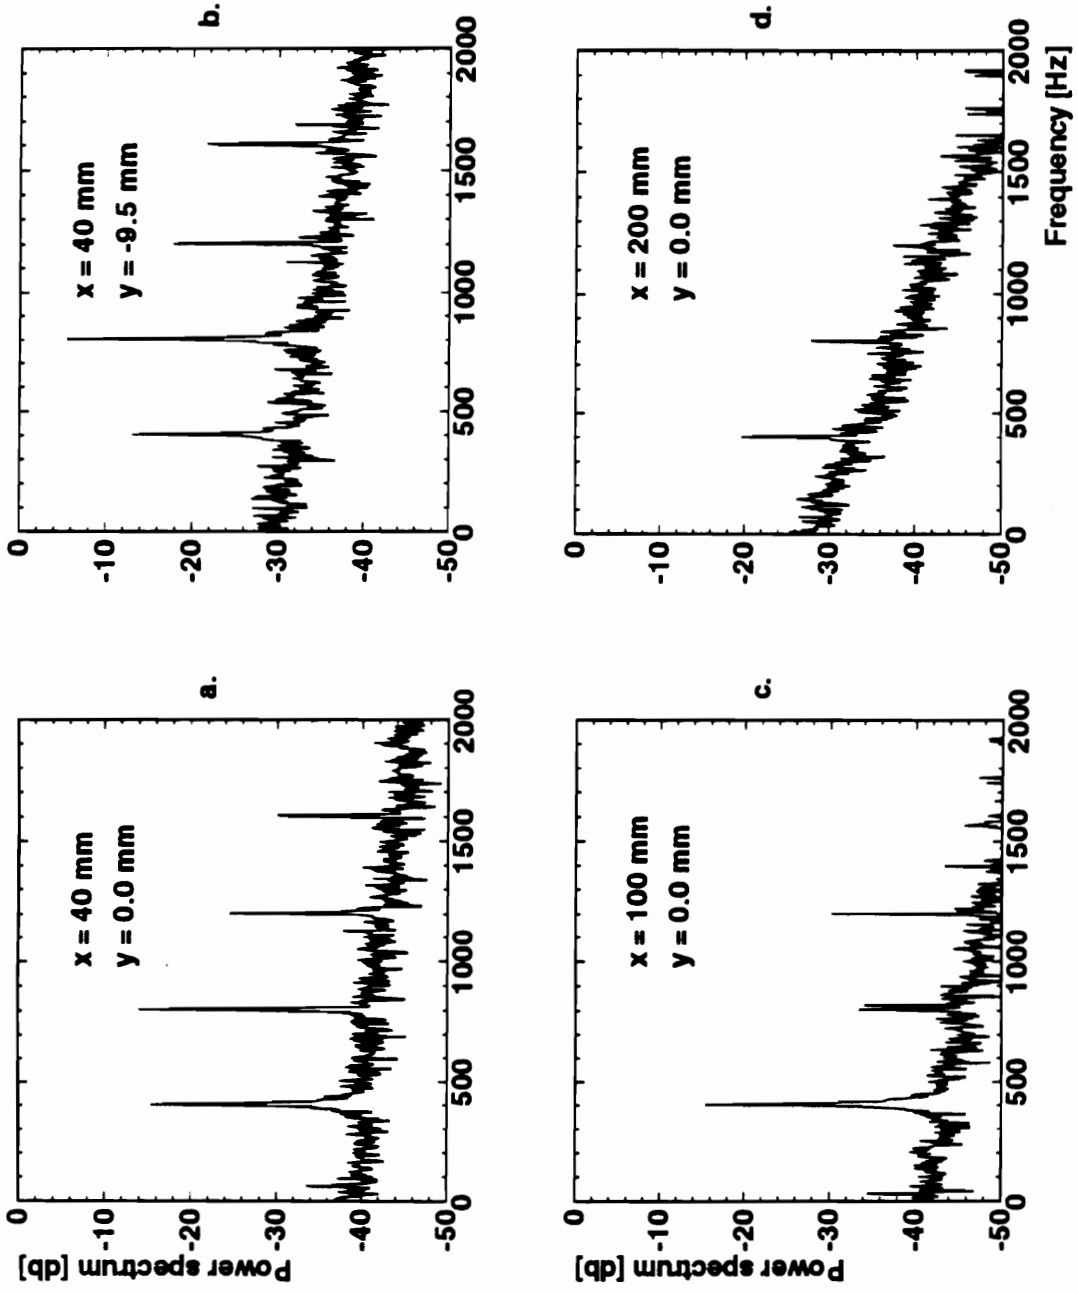 a.
Power spectrum [db]
0
-10
-20
-30
-40
-50
x = 40 mm
y = 0.0 mm
0
500
1000
1500
2000
b.
0
-10
-20
-30
-40
-50
x = 40 mm
y = -9.5 mm
0
500
1000
1500
2000
c.
Power spectrum [db]
0
-10
-20
-30
-40
-50
x = 100 mm
y = 0.0 mm
0
500
1000
1500
2000
d.
0
-10
-20
-30
-40
-50
x = 200 mm
y = 0.0 mm
0
500
1000
1500
2000
Frequency [Hz]